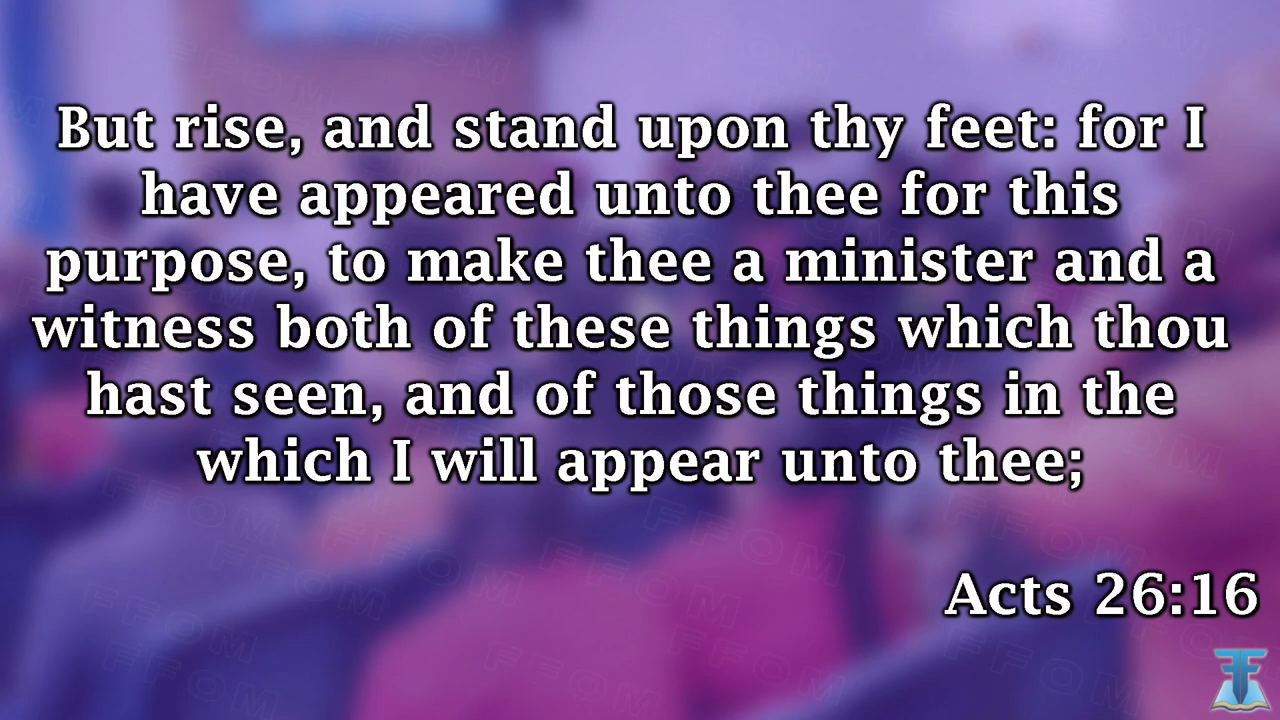 But rise, and stand upon thy feet: for I
have appeared unto thee for this
purpose, to make thee a minister and a
witness both of these things which thou
hast seen, and of those things in the
which I will appear unto thee;
Acts 26:16
FFOM